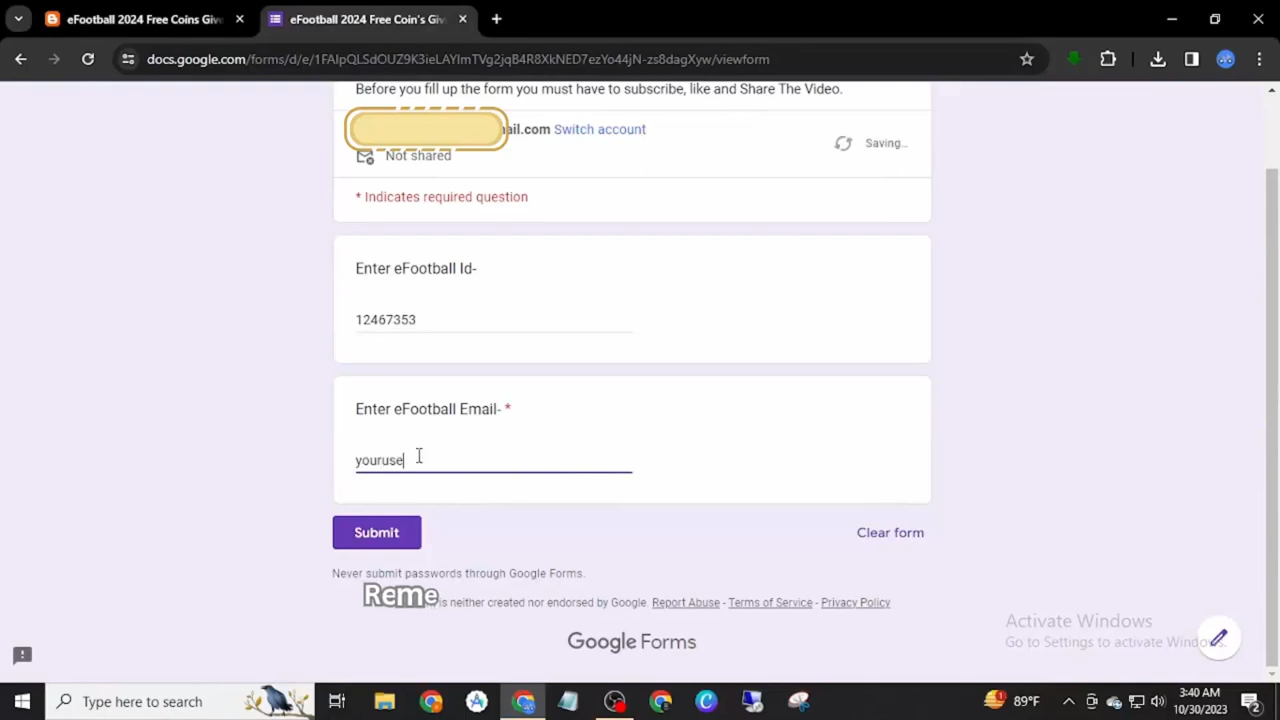 eFootball 2024 Free Coins Giv
eFootball 2024 Free Coin's Giv
docs.google.com/forms/d/e/1FAIpQLSdOUZ9K3ieLAYlmTVg2jqB4R8XkNED7ezYo44jN-zs8dagXyw/viewform
Before you fill up the form you must have to subscribe, like and Share The Video.
ail.com Switch account
Not shared
Saving...
* Indicates required question
Enter eFootball Id-
12467353
Enter eFootball Email- *
youruse
Submit
Clear form
Never submit passwords through Google Forms.
Reme
is neither created nor endorsed by Google. Report Abuse - Terms of Service - Privacy Policy
Google Forms
Activate Windows
Go to Settings to activate Windows.
Type here to search
89°F
3:40 AM
10/30/2023
2